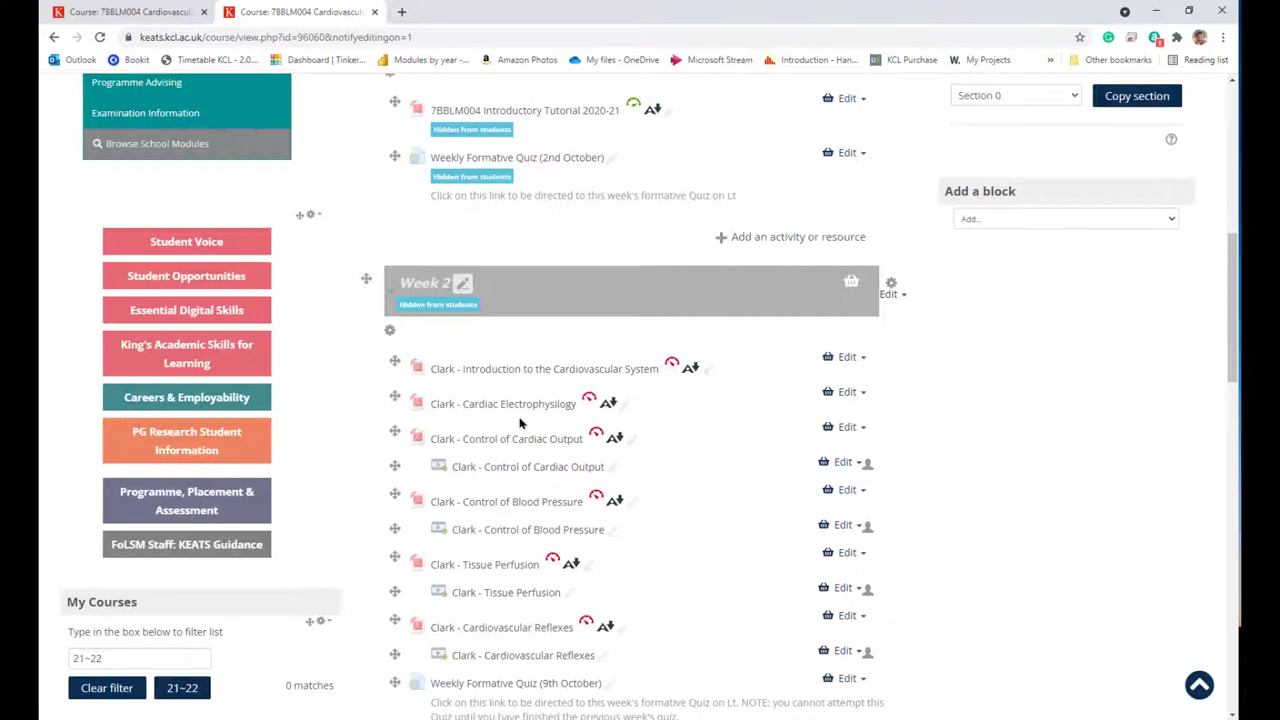 Course: 7BBLM004 Cardiovascul
Course: 7BBLM004 Cardiovascul
keats.kcl.ac.uk/course/view.php?id=96060&notifyeditingon=1
Outlook
Bookit
Timetable KCL - 2.0...
Dashboard | Tinker...
Modules by year -...
Amazon Photos
My files - OneDrive
Microsoft Stream
Introduction - Han...
KCL Purchase
My Projects
Other bookmarks
Reading list
Programme Advising
Examination Information
Browse School Modules
Student Voice
Student Opportunities
Essential Digital Skills
King's Academic Skills for
Learning
Careers & Employability
PG Research Student
Information
Programme, Placement &
Assessment
FoLSM Staff: KEATS Guidance
My Courses
Type in the box below to filter list
21~22
Clear filter
21~22
0 matches
7BBLM004 Introductory Tutorial 2020-21
Edit
Hidden from students
Weekly Formative Quiz (2nd October)
Edit
Hidden from students
Click on this link to be directed to this week's formative Quiz on Lt
Add an activity or resource
Week 2
Hidden from students
Edit
Clark - Introduction to the Cardiovascular System
Edit
Clark - Cardiac Electrophysilogy
Edit
Clark - Control of Cardiac Output
Edit
Clark - Control of Cardiac Output
Edit
Clark - Control of Blood Pressure
Edit
Clark - Control of Blood Pressure
Edit
Clark - Tissue Perfusion
Edit
Clark - Tissue Perfusion
Edit
Clark - Cardiovascular Reflexes
Edit
Clark - Cardiovascular Reflexes
Edit
Weekly Formative Quiz (9th October)
Edit
Click on this link to be directed to this week's formative Quiz on Lt. NOTE: you cannot attempt this
Quiz until you have finished the previous week's quiz.
Section 0
Copy section
Add a block
Add...